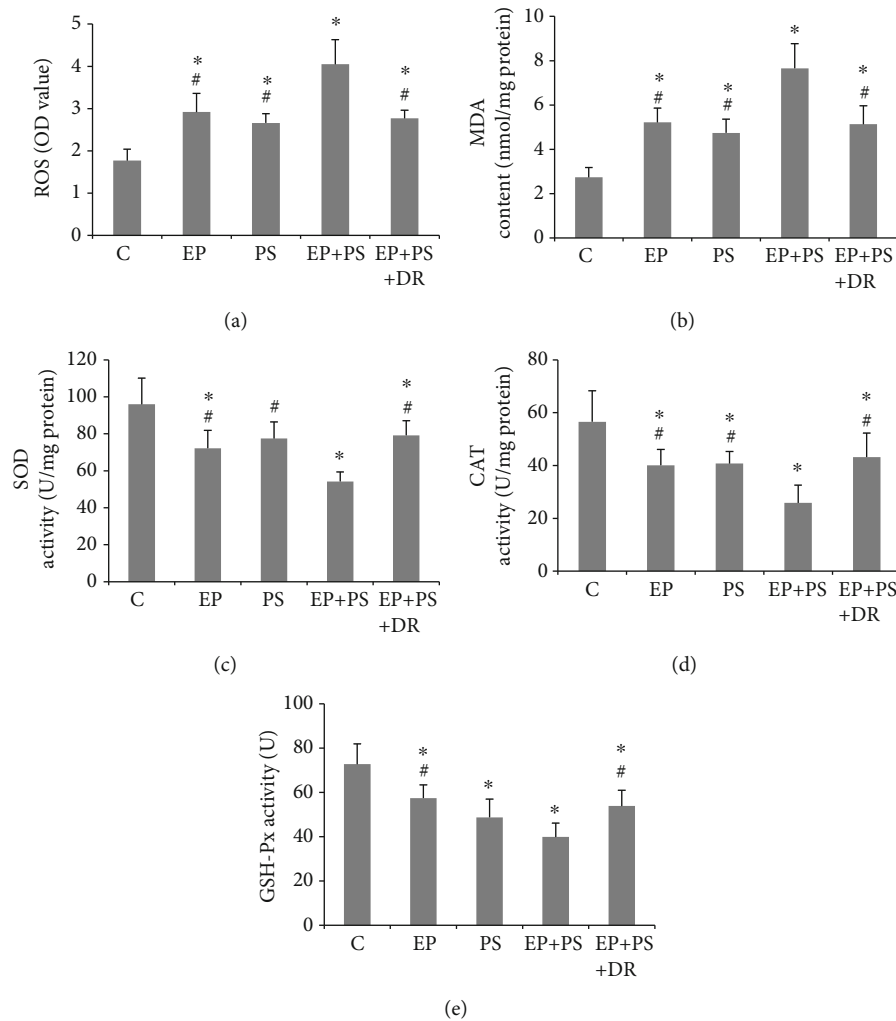 ROS (OD value)
5
4
3
2
1
0
*
#
*
#
*
*
#
C EP PS EP+PS EP+PS
+DR
(a)
MDA
content (nmol/mg protein)
10
8
6
4
2
0
*
#
*
#
*
*
#
C EP PS EP+PS EP+PS
+DR
(b)
SOD
activity (U/mg protein)
120
100
80
60
40
20
0
*
#
#
*
*
#
C EP PS EP+PS EP+PS
+DR
(c)
CAT
activity (U/mg protein)
80
60
40
20
0
*
#
*
#
*
*
#
C EP PS EP+PS EP+PS
+DR
(d)
GSH-Px activity (U)
100
80
60
40
20
0
*
#
*
*
*
#
C EP PS EP+PS EP+PS
+DR
(e)